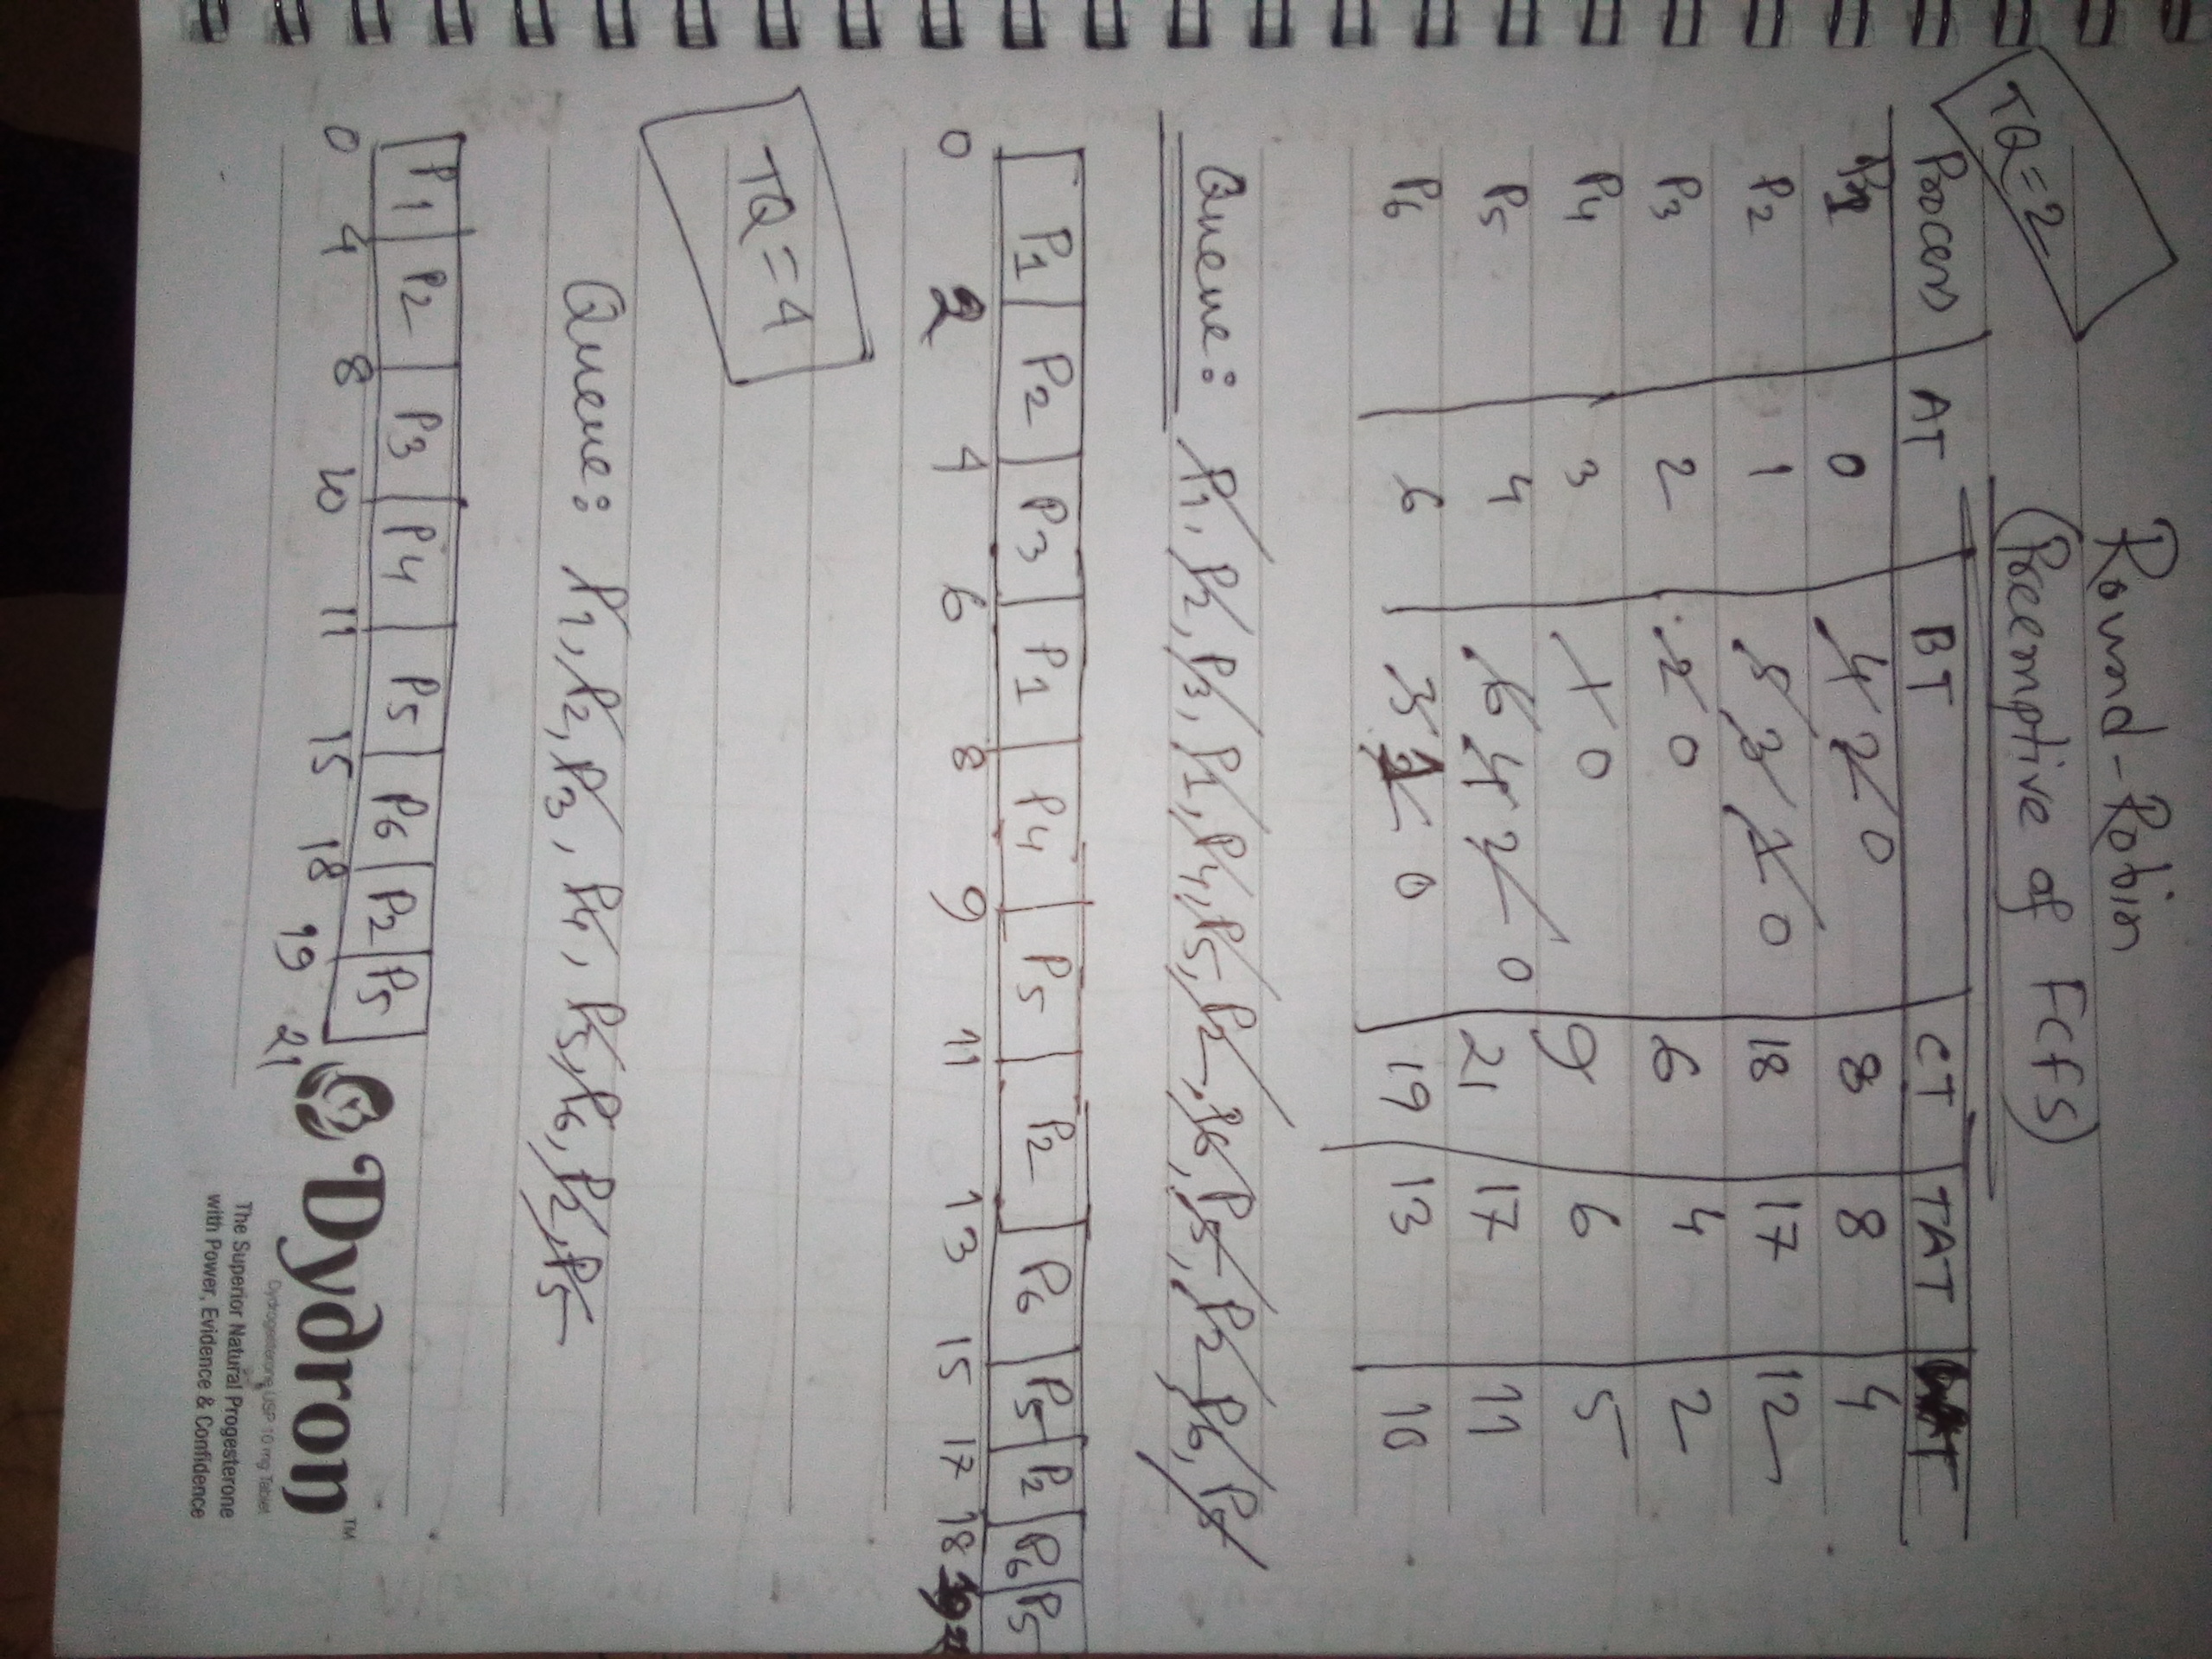 Round-Robin
TQ=2
(Preemptive of FCFS)
Process AT BT CT TAT WT
P1 0 4 2 0 8 8 4
P2 1 5 3 1 0 18 17 12
P3 2 2 0 6 4 2
P4 3 1 0 9 6 5
P5 4 6 4 2 0 21 17 11
P6 6 3 1 0 19 13 10
Queue: P1, P2, P3, P1, P4, P5, P2, P6, P5, P2, P6, P5
P1 P2 P3 P1 P4 P5 P2 P6 P5 P2 P6 P5
0 2 4 6 8 9 11 13 15 17 18 19 21
TQ=4
Queue: P1, P2, P3, P4, P5, P6, P2, P5
P1 P2 P3 P4 P5 P6 P2 P5
0 4 8 10 11 15 18 19 21
Dydron™
Dydrogesterone USP 10 mg Tablet
The Superior Natural Progesterone
with Power, Evidence & Confidence